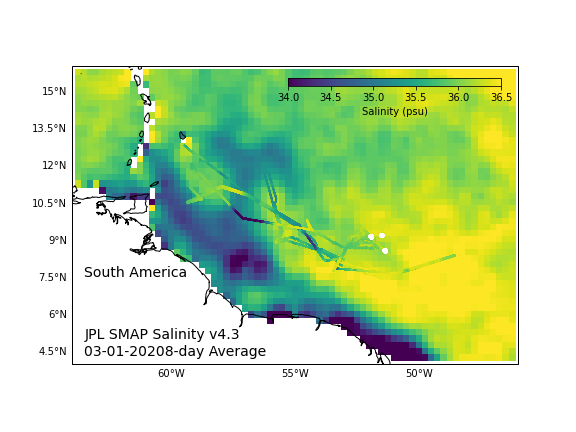 15°N
13.5°N
12°N
10.5°N
9°N
7.5°N
6°N
4.5°N
34.0 34.5 35.0 35.5 36.0 36.5
Salinity (psu)
South America
JPL SMAP Salinity v4.3
03-01-20208-day Average
60°W 55°W 50°W